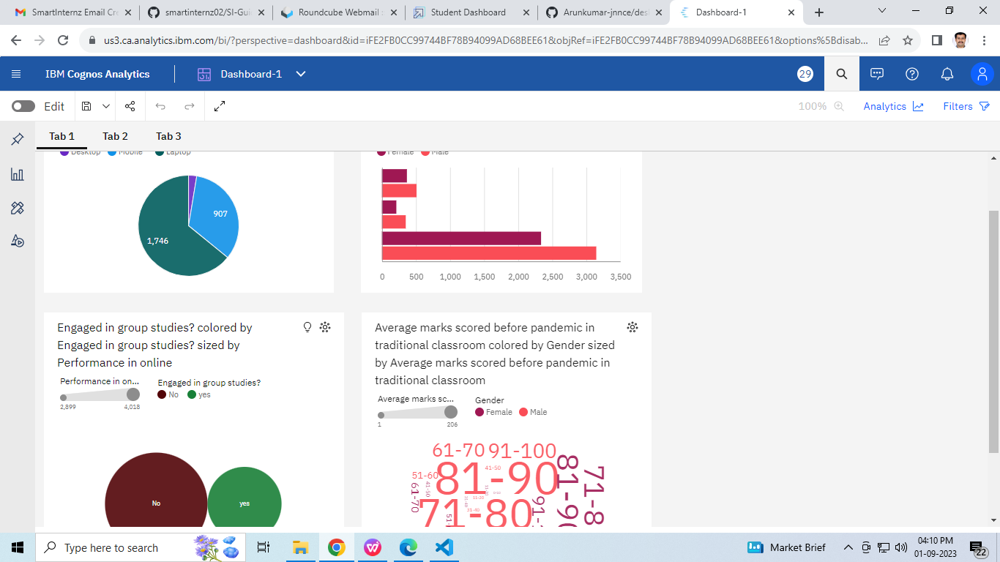 SmartInternz Email Cre
smartinternz02/SI-Gui
Roundcube Webmail :
Student Dashboard
Arunkumar-jnnce/des
Dashboard-1
us3.ca.analytics.ibm.com/bi/?perspective=dashboard&id=iFE2FB0CC99744BF78B94099AD68BEE61&objRef=iFE2FB0CC99744BF78B94099AD68BEE61&options%5Bdisab...
IBM Cognos Analytics
Dashboard-1
29
Edit
100%
Analytics
Filters
Tab 1
Tab 2
Tab 3
Desktop Mobile Laptop
907
1,746
Female Male
0 500 1,000 1,500 2,000 2,500 3,000 3,500
Engaged in group studies? colored by
Engaged in group studies? sized by
Performance in online
Performance in on...
2,899 4,018
Engaged in group studies?
No yes
No
yes
Average marks scored before pandemic in
traditional classroom colored by Gender sized
by Average marks scored before pandemic in
traditional classroom
Average marks sc...
1 206
Gender
Female Male
61-70
91-100
41-50
51-60
81-90
41-50
61-70
11-20
31-40
31-40
71-80
81-90
71-8
91-
51-
Type here to search
Market Brief
04:10 PM
01-09-2023
22